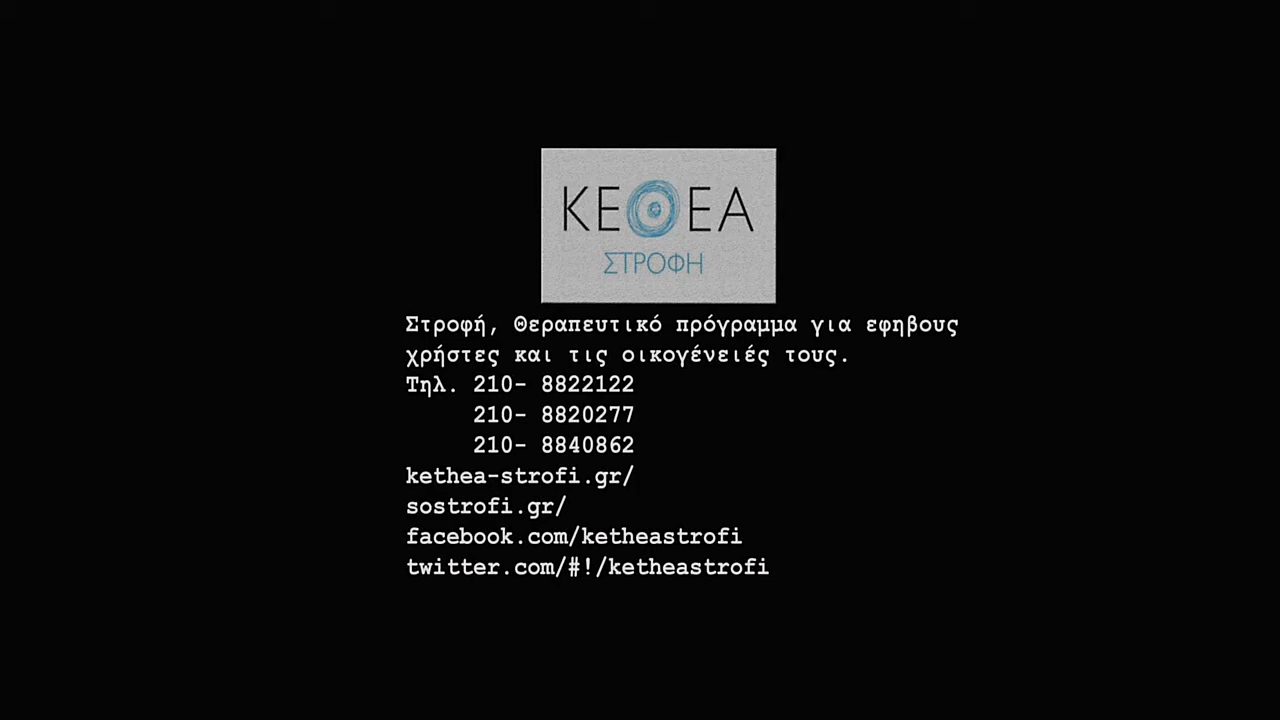 ΚΕΘΕΑ
ΣΤΡΟΦΗ
Στροφή, Θεραπευτικό πρόγραμμα για εφηβους
χρήστες και τις οικογένειές τους.
Τηλ. 210- 8822122
210- 8820277
210- 8840862
kethea-strofi.gr/
sostrofi.gr/
facebook.com/ketheastrofi
twitter.com/#!/ketheastrofi